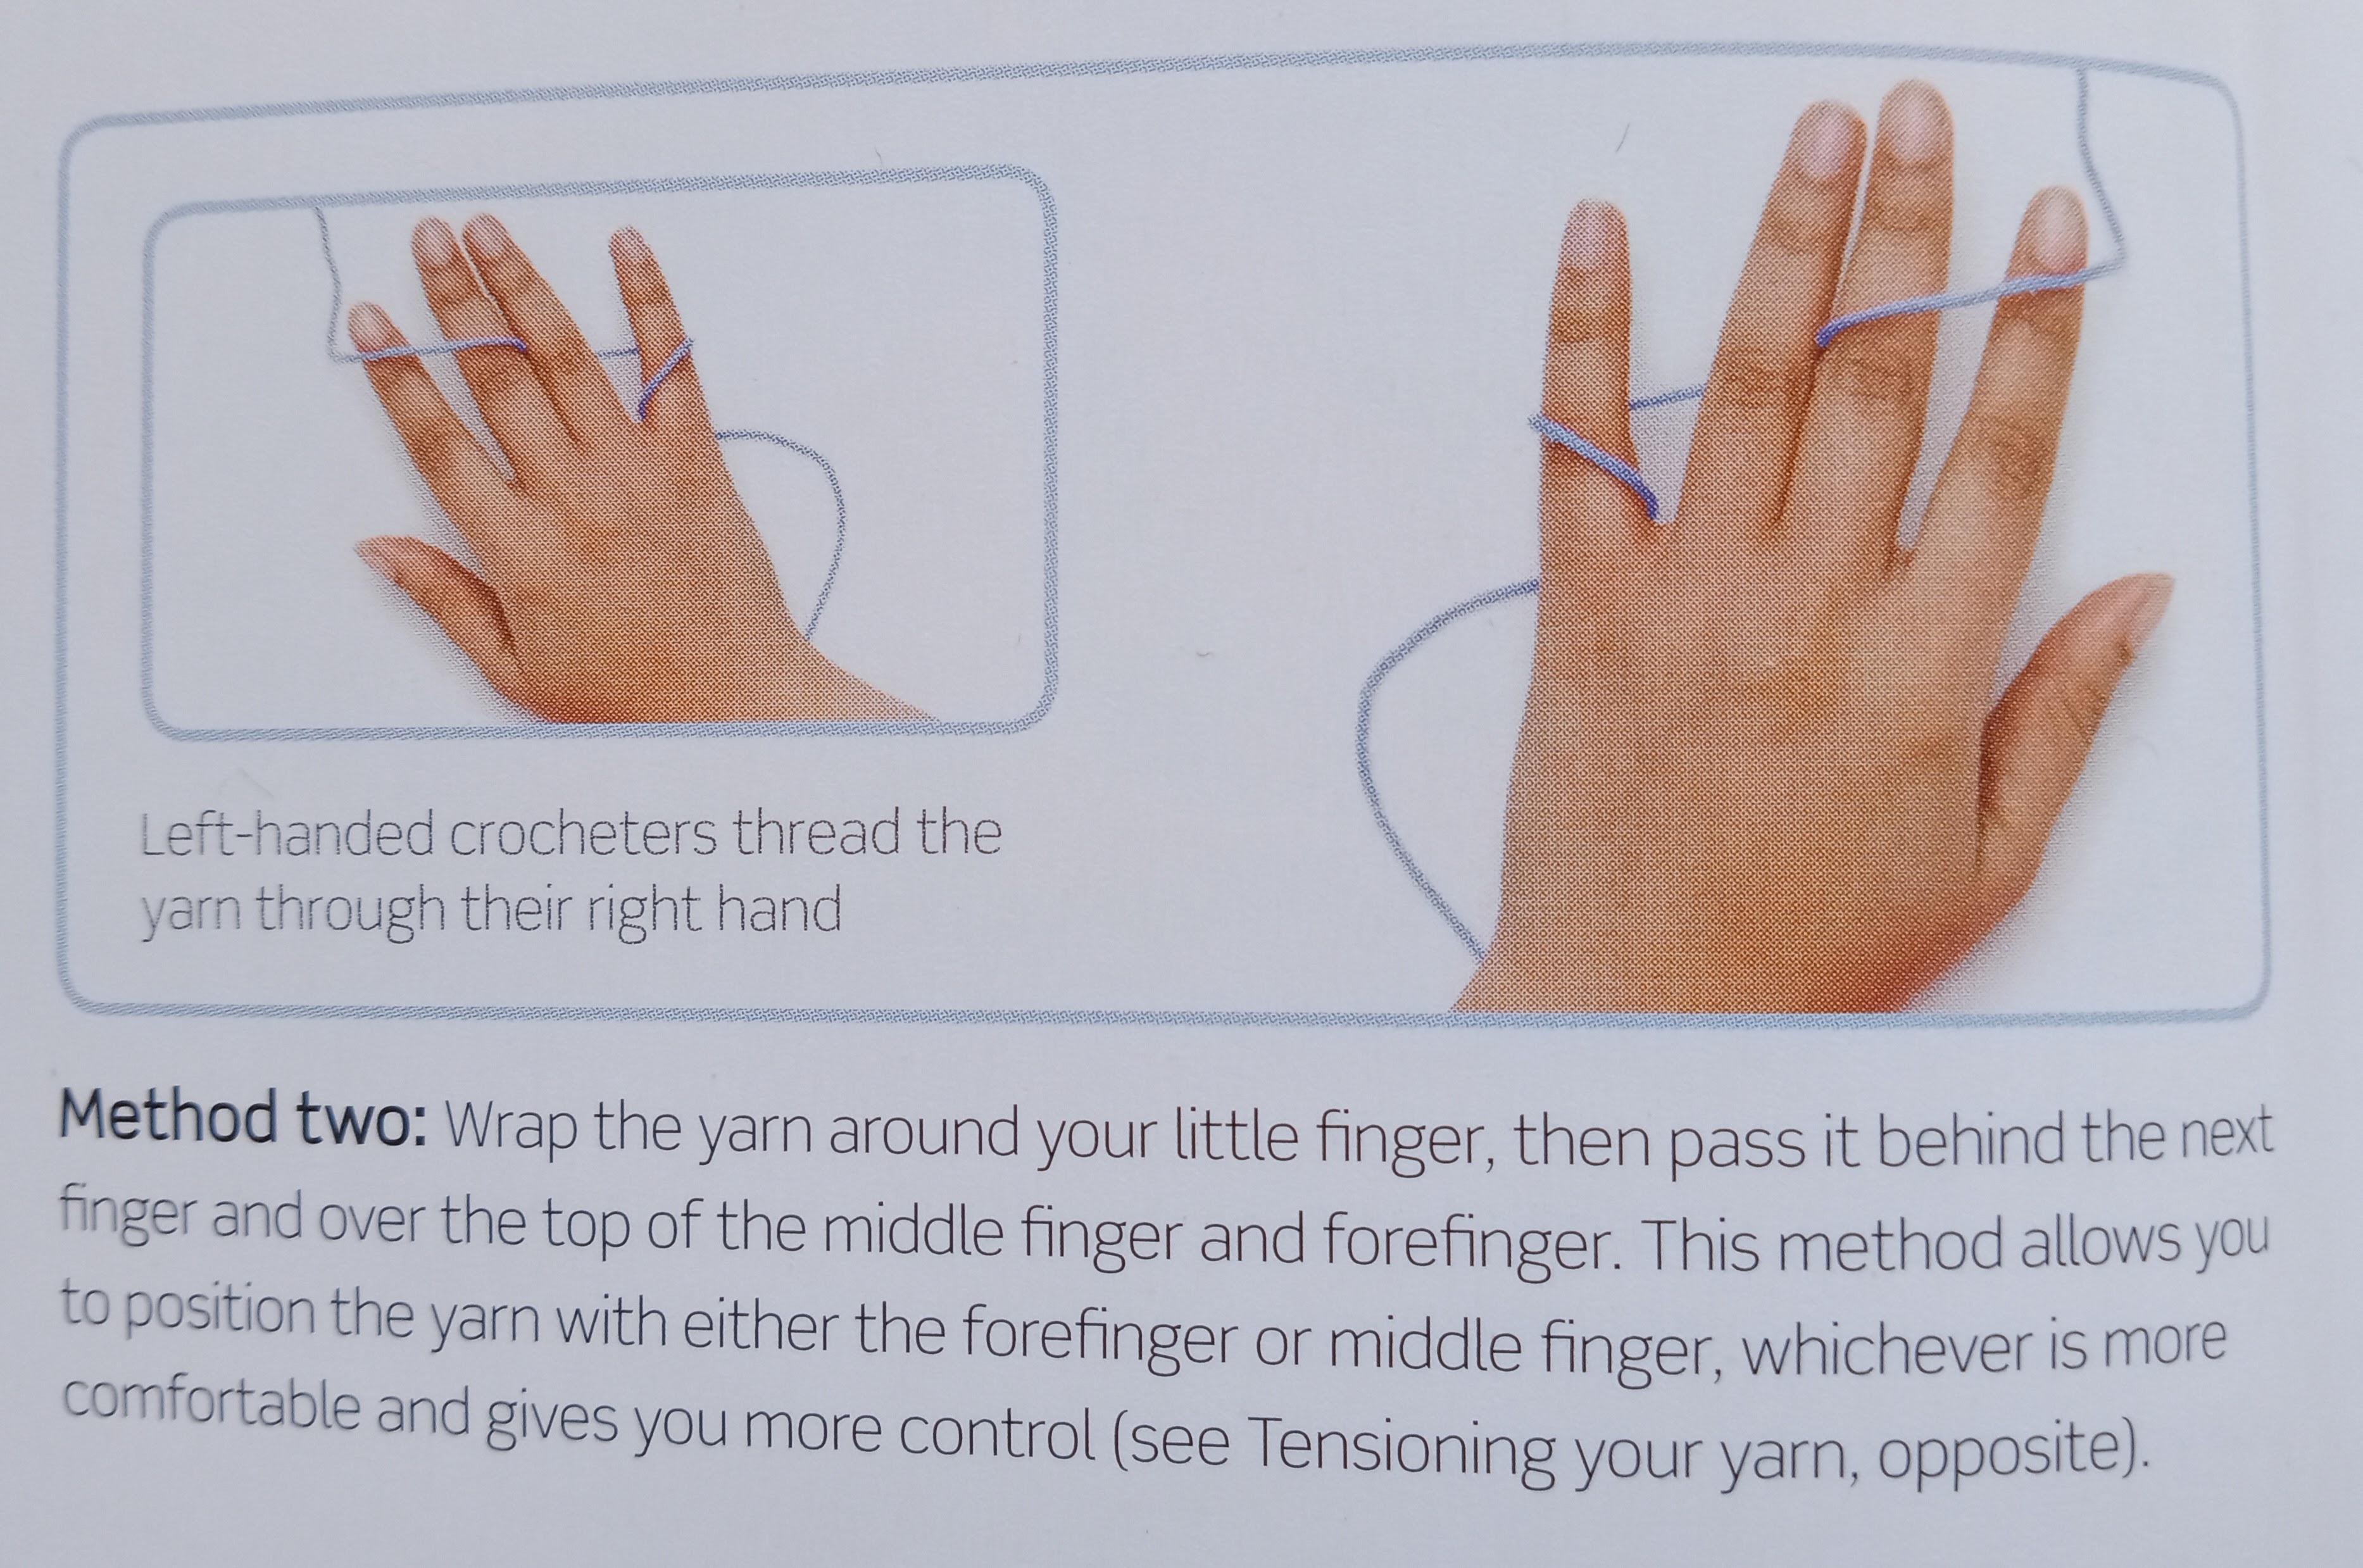 Left-handed crocheters thread the
yarn through their right hand
Method two: Wrap the yarn around your little finger, then pass it behind the next
finger and over the top of the middle finger and forefinger. This method allows you
to position the yarn with either the forefinger or middle finger, whichever is more
comfortable and gives you more control (see Tensioning your yarn, opposite).